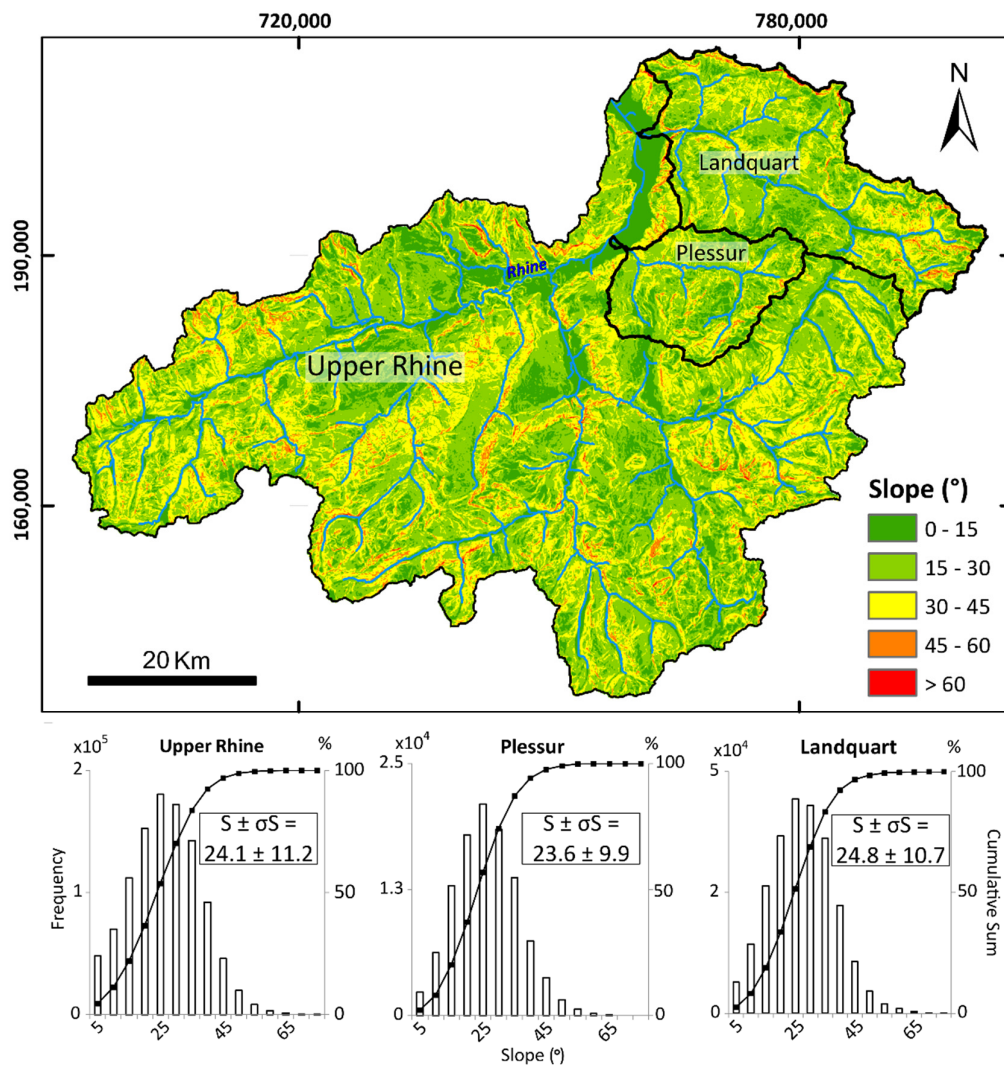 720,000 780,000
N
Landquart
190,000
Plessur
Rhine
Upper Rhine
160,000
Slope (°)
0 - 15
15 - 30
30 - 45
45 - 60
> 60
20 Km
x10⁵ Upper Rhine %
2 100
S ± σS =
24.1 ± 11.2
Frequency
1 50
0 0
5 25 45 65
x10⁴ Plessur %
2.5 100
S ± σS =
23.6 ± 9.9
1.3 50
0 0
5 25 45 65
Slope (°)
x10⁴ Landquart %
5 100
S ± σS =
24.8 ± 10.7
2 50
Cumulative Sum
0 0
5 25 45 65